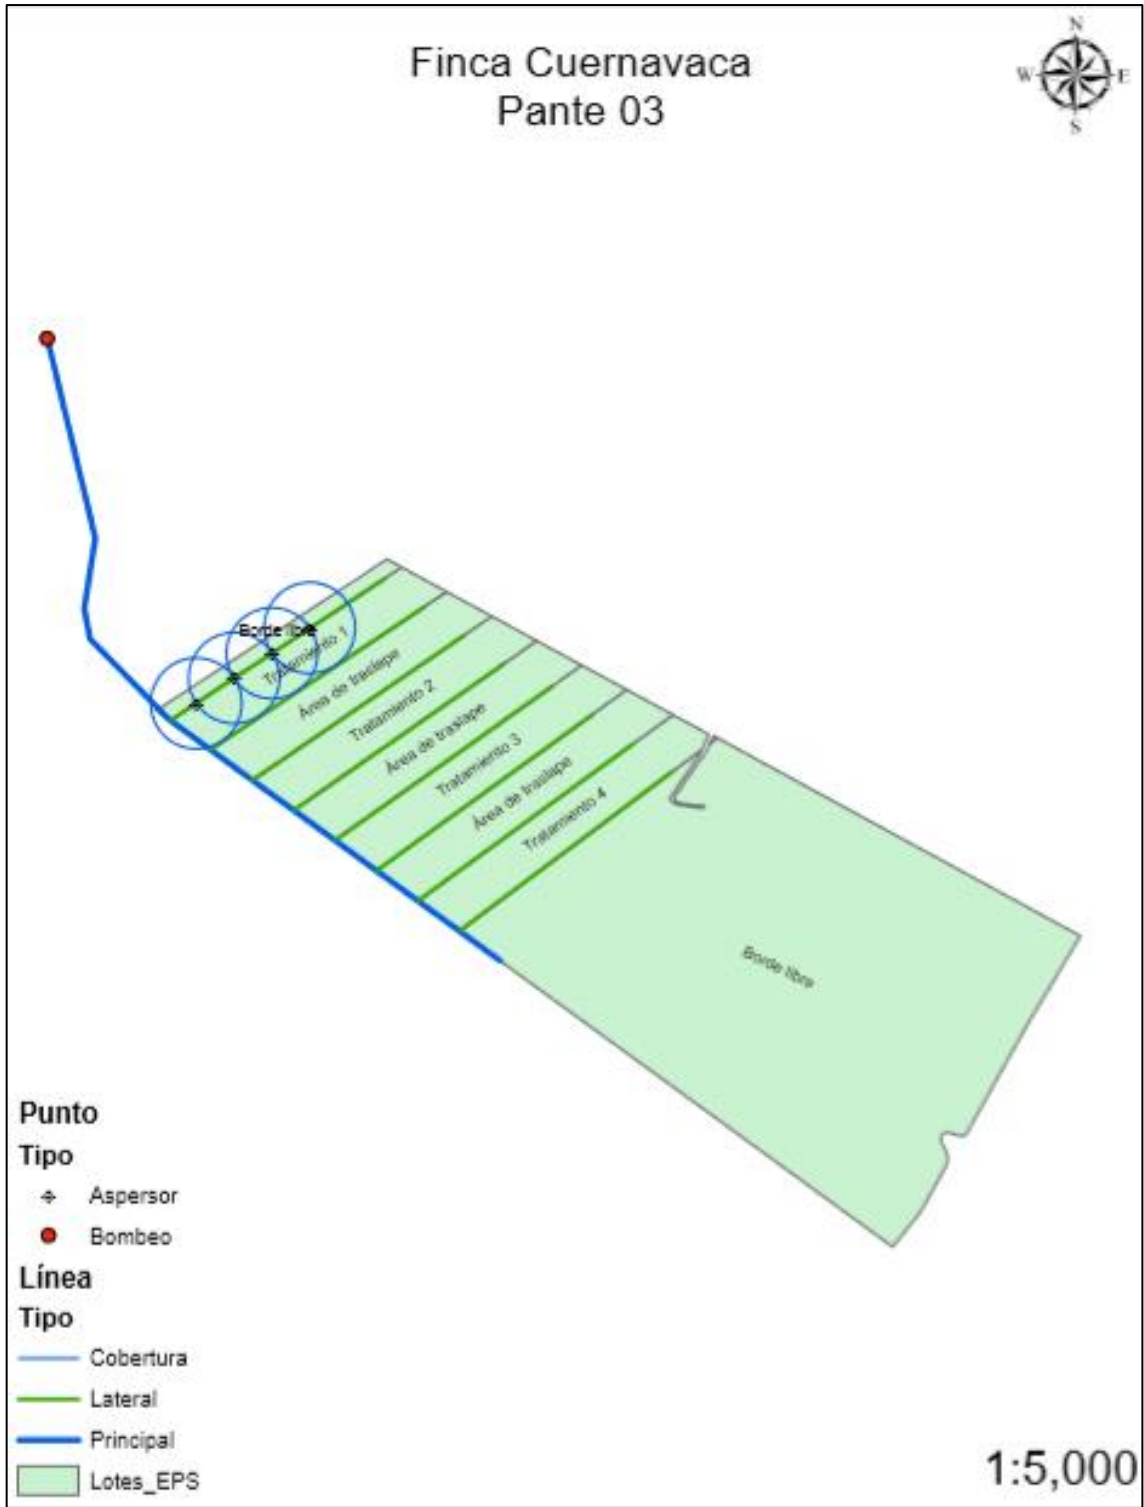 Finca Cuernavaca
Pante 03
N
W
E
S
Borde libre
Tratamiento 1
Área de traslape
Tratamiento 2
Área de traslape
Tratamiento 3
Área de traslape
Tratamiento 4
Borde libre
Punto
Tipo
Aspersor
Bombeo
Línea
Tipo
Cobertura
Lateral
Principal
Lotes_EPS
1:5,000